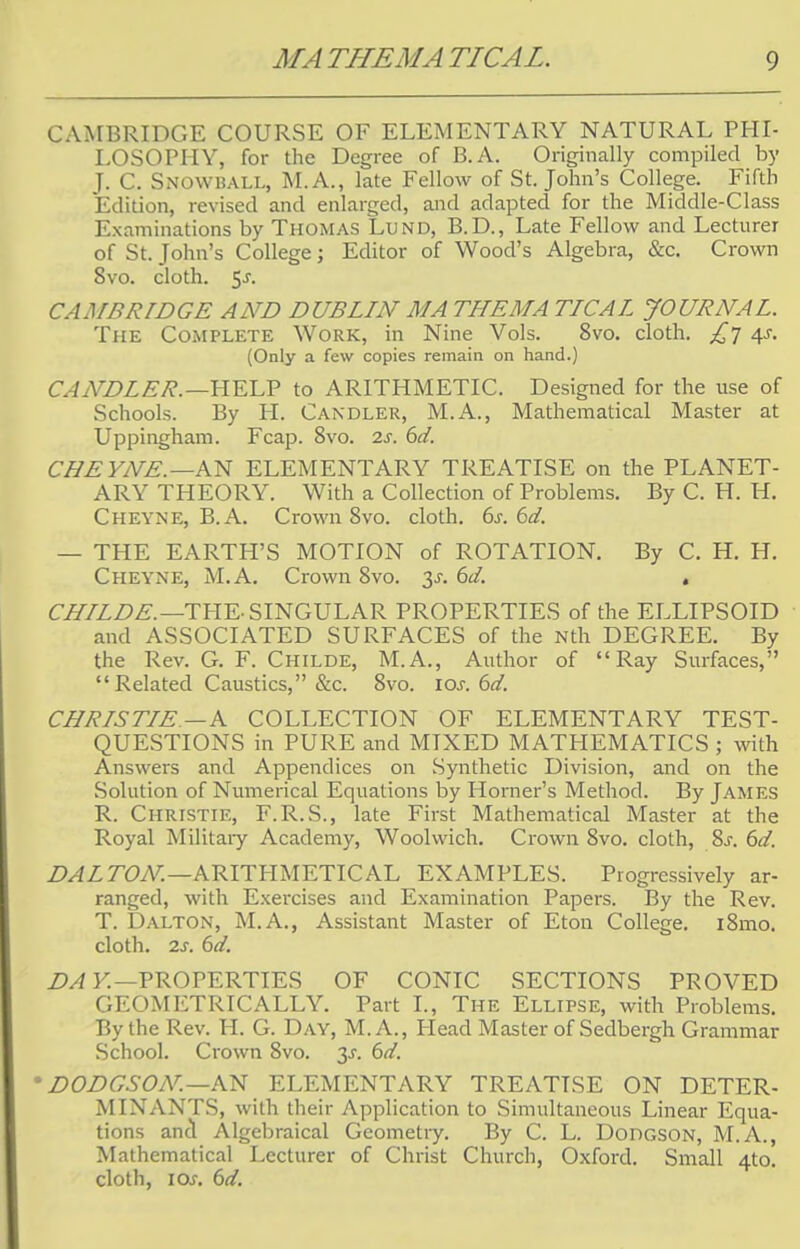 MATHEMATICAL. 9
CAMBRIDGE COURSE OF ELEMENTARY NATURAL PHI-
LOSOPHY, for the Degree of B.A. Originally compiled by
J. C. SNOWBALL, M.A., late Fellow of St. John's College. Fifth
Edition, revised and enlarged, and adapted for the Middle-Class
Examinations by THOMAS LUND, B.D., Late Fellow and Lecturer
of St. John's College; Editor of Wood's Algebra, &c. Crown
8vo. cloth. 5s.
CAMBRIDGE AND DUBLIN MATHEMATICAL JOURNAL.
THE COMPLETE WORK, in Nine Vols. 8vo. cloth. £7 4s.
(Only a few copies remain on hand.)
CANDLER.—HELP to ARITHMETIC. Designed for the use of
Schools. By H. CANDLER, M.A., Mathematical Master at
Uppingham. Fcap. 8vo. 2s. 6d.
CHEYNE.—AN ELEMENTARY TREATISE on the PLANET-
ARY THEORY. With a Collection of Problems. By C. H. H.
CHEYNE, B.A. Crown 8vo. cloth. 6s. 6d.
— THE EARTH'S MOTION of ROTATION. By C. H. H.
CHEYNE, M.A. Crown 8vo. 3s. 6d.
CHILDE.—THE SINGULAR PROPERTIES of the ELLIPSOID
and ASSOCIATED SURFACES of the Nth DEGREE. By
the Rev. G. F. CHILDE, M.A., Author of "Ray Surfaces,"
"Related Caustics," &c. 8vo. 10s. 6d.
CHRISTIE.—A COLLECTION OF ELEMENTARY TEST-
QUESTIONS in PURE and MIXED MATHEMATICS; with
Answers and Appendices on Synthetic Division, and on the
Solution of Numerical Equations by Horner's Method. By JAMES
R. CHRISTIE, F.R.S., late First Mathematical Master at the
Royal Military Academy, Woolwich. Crown 8vo. cloth, 8s. 6d.
DALTON.—ARITHMETICAL EXAMPLES. Progressively ar-
ranged, with Exercises and Examination Papers. By the Rev.
T. DALTON, M.A., Assistant Master of Eton College. 18mo.
cloth. 2s. 6d.
DAY.—PROPERTIES OF CONIC SECTIONS PROVED
GEOMETRICALLY. Part I., THE ELLIPSE, with Problems.
By the Rev. H. G. DAY, M.A., Head Master of Sedbergh Grammar
School. Crown 8vo. 3s. 6d.
*DODGSON.—AN ELEMENTARY TREATISE ON DETER-
MINANTS, with their Application to Simultaneous Linear Equa-
tions and Algebraical Geometry. By C. L. DODGSON, M.A.,
Mathematical Lecturer of Christ Church, Oxford. Small 4to.
cloth, 10s. 6d.